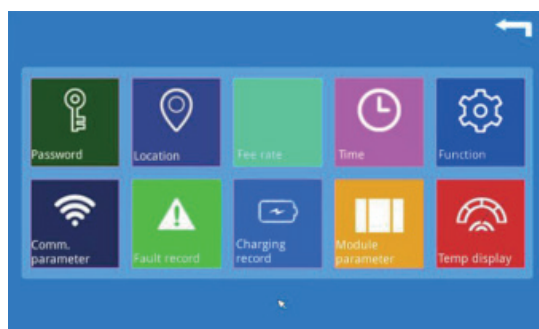 Password
Location
Fee rate
Time
Function
Comm.
parameter
Fault record
Charging
record
Module
parameter
Temp display